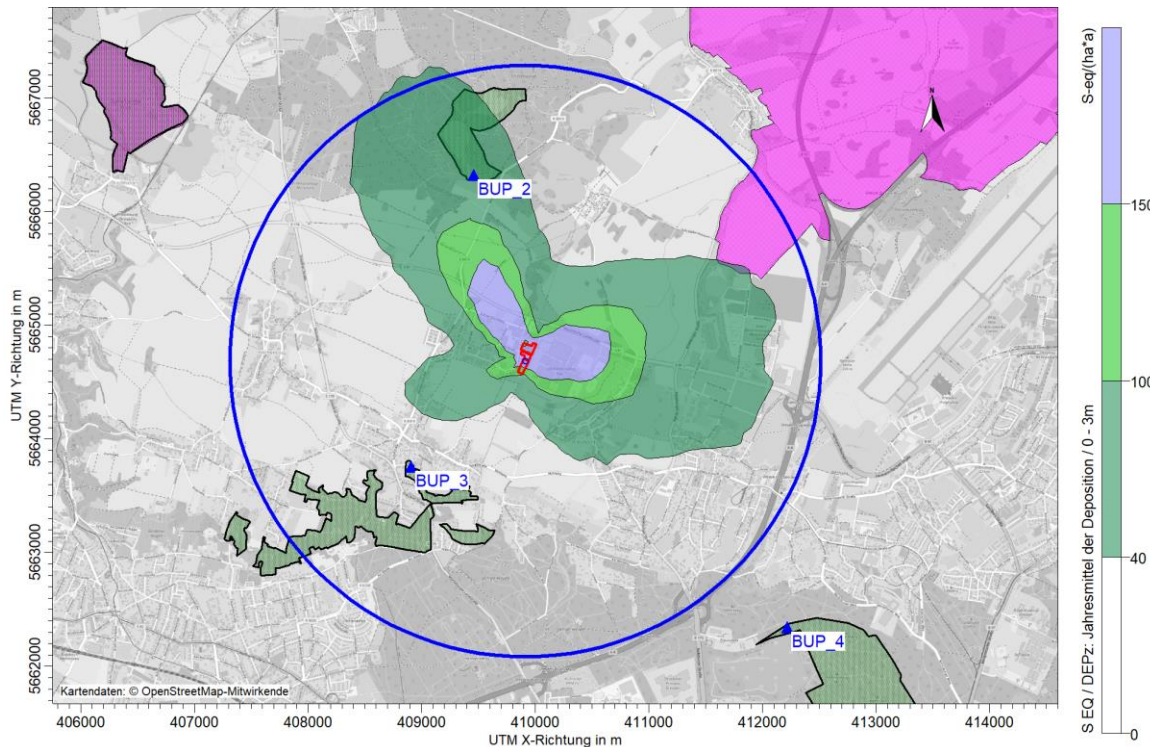 5667000
5666000
5665000
5664000
5663000
5662000
UTM Y-Richtung in m
N
BUP_2
BUP_3
BUP_4
Kartendaten: © OpenStreetMap-Mitwirkende
406000 407000 408000 409000 410000 411000 412000 413000 414000
UTM X-Richtung in m
S-eq/(ha*a)
150
100
40
0
S EQ / DEPz: Jahresmittel der Deposition / 0 - 3m